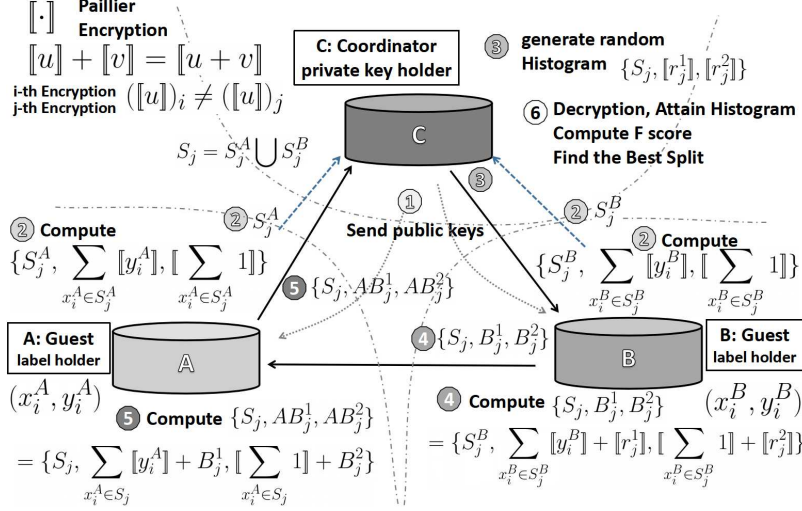 ⟦·⟧ Paillier
Encryption
⟦u⟧ + ⟦v⟧ = ⟦u + v⟧
i-th Encryption
j-th Encryption (⟦u⟧)_i ≠ (⟦u⟧)_j
C: Coordinator
private key holder
③ generate random
Histogram {S_j, ⟦r_j^1⟧, ⟦r_j^2⟧}
⑥ Decryption, Attain Histogram
Compute F score
Find the Best Split
C
S_j = S_j^A ⋃ S_j^B
③
①
Send public keys
② S_j^A
② S_j^B
② Compute
{S_j^A, ∑_{x_i^A∈S_j^A} ⟦y_i^A⟧, ⟦∑_{x_i^A∈S_j^A} 1⟧}
② Compute
{S_j^B, ∑_{x_i^B∈S_j^B} ⟦y_i^B⟧, ⟦∑_{x_i^B∈S_j^B} 1⟧}
⑤ {S_j, AB_j^1, AB_j^2}
④ {S_j, B_j^1, B_j^2}
A: Guest
label holder
A
(x_i^A, y_i^A)
B
B: Guest
label holder
(x_i^B, y_i^B)
⑤ Compute {S_j, AB_j^1, AB_j^2}
= {S_j, ∑_{x_i^A∈S_j} ⟦y_i^A⟧ + B_j^1, ⟦∑_{x_i^A∈S_j} 1⟧ + B_j^2}
④ Compute {S_j, B_j^1, B_j^2}
= {S_j^B, ∑_{x_i^B∈S_j^B} ⟦y_i^B⟧ + ⟦r_j^1⟧, ⟦∑_{x_i^B∈S_j^B} 1⟧ + ⟦r_j^2⟧}